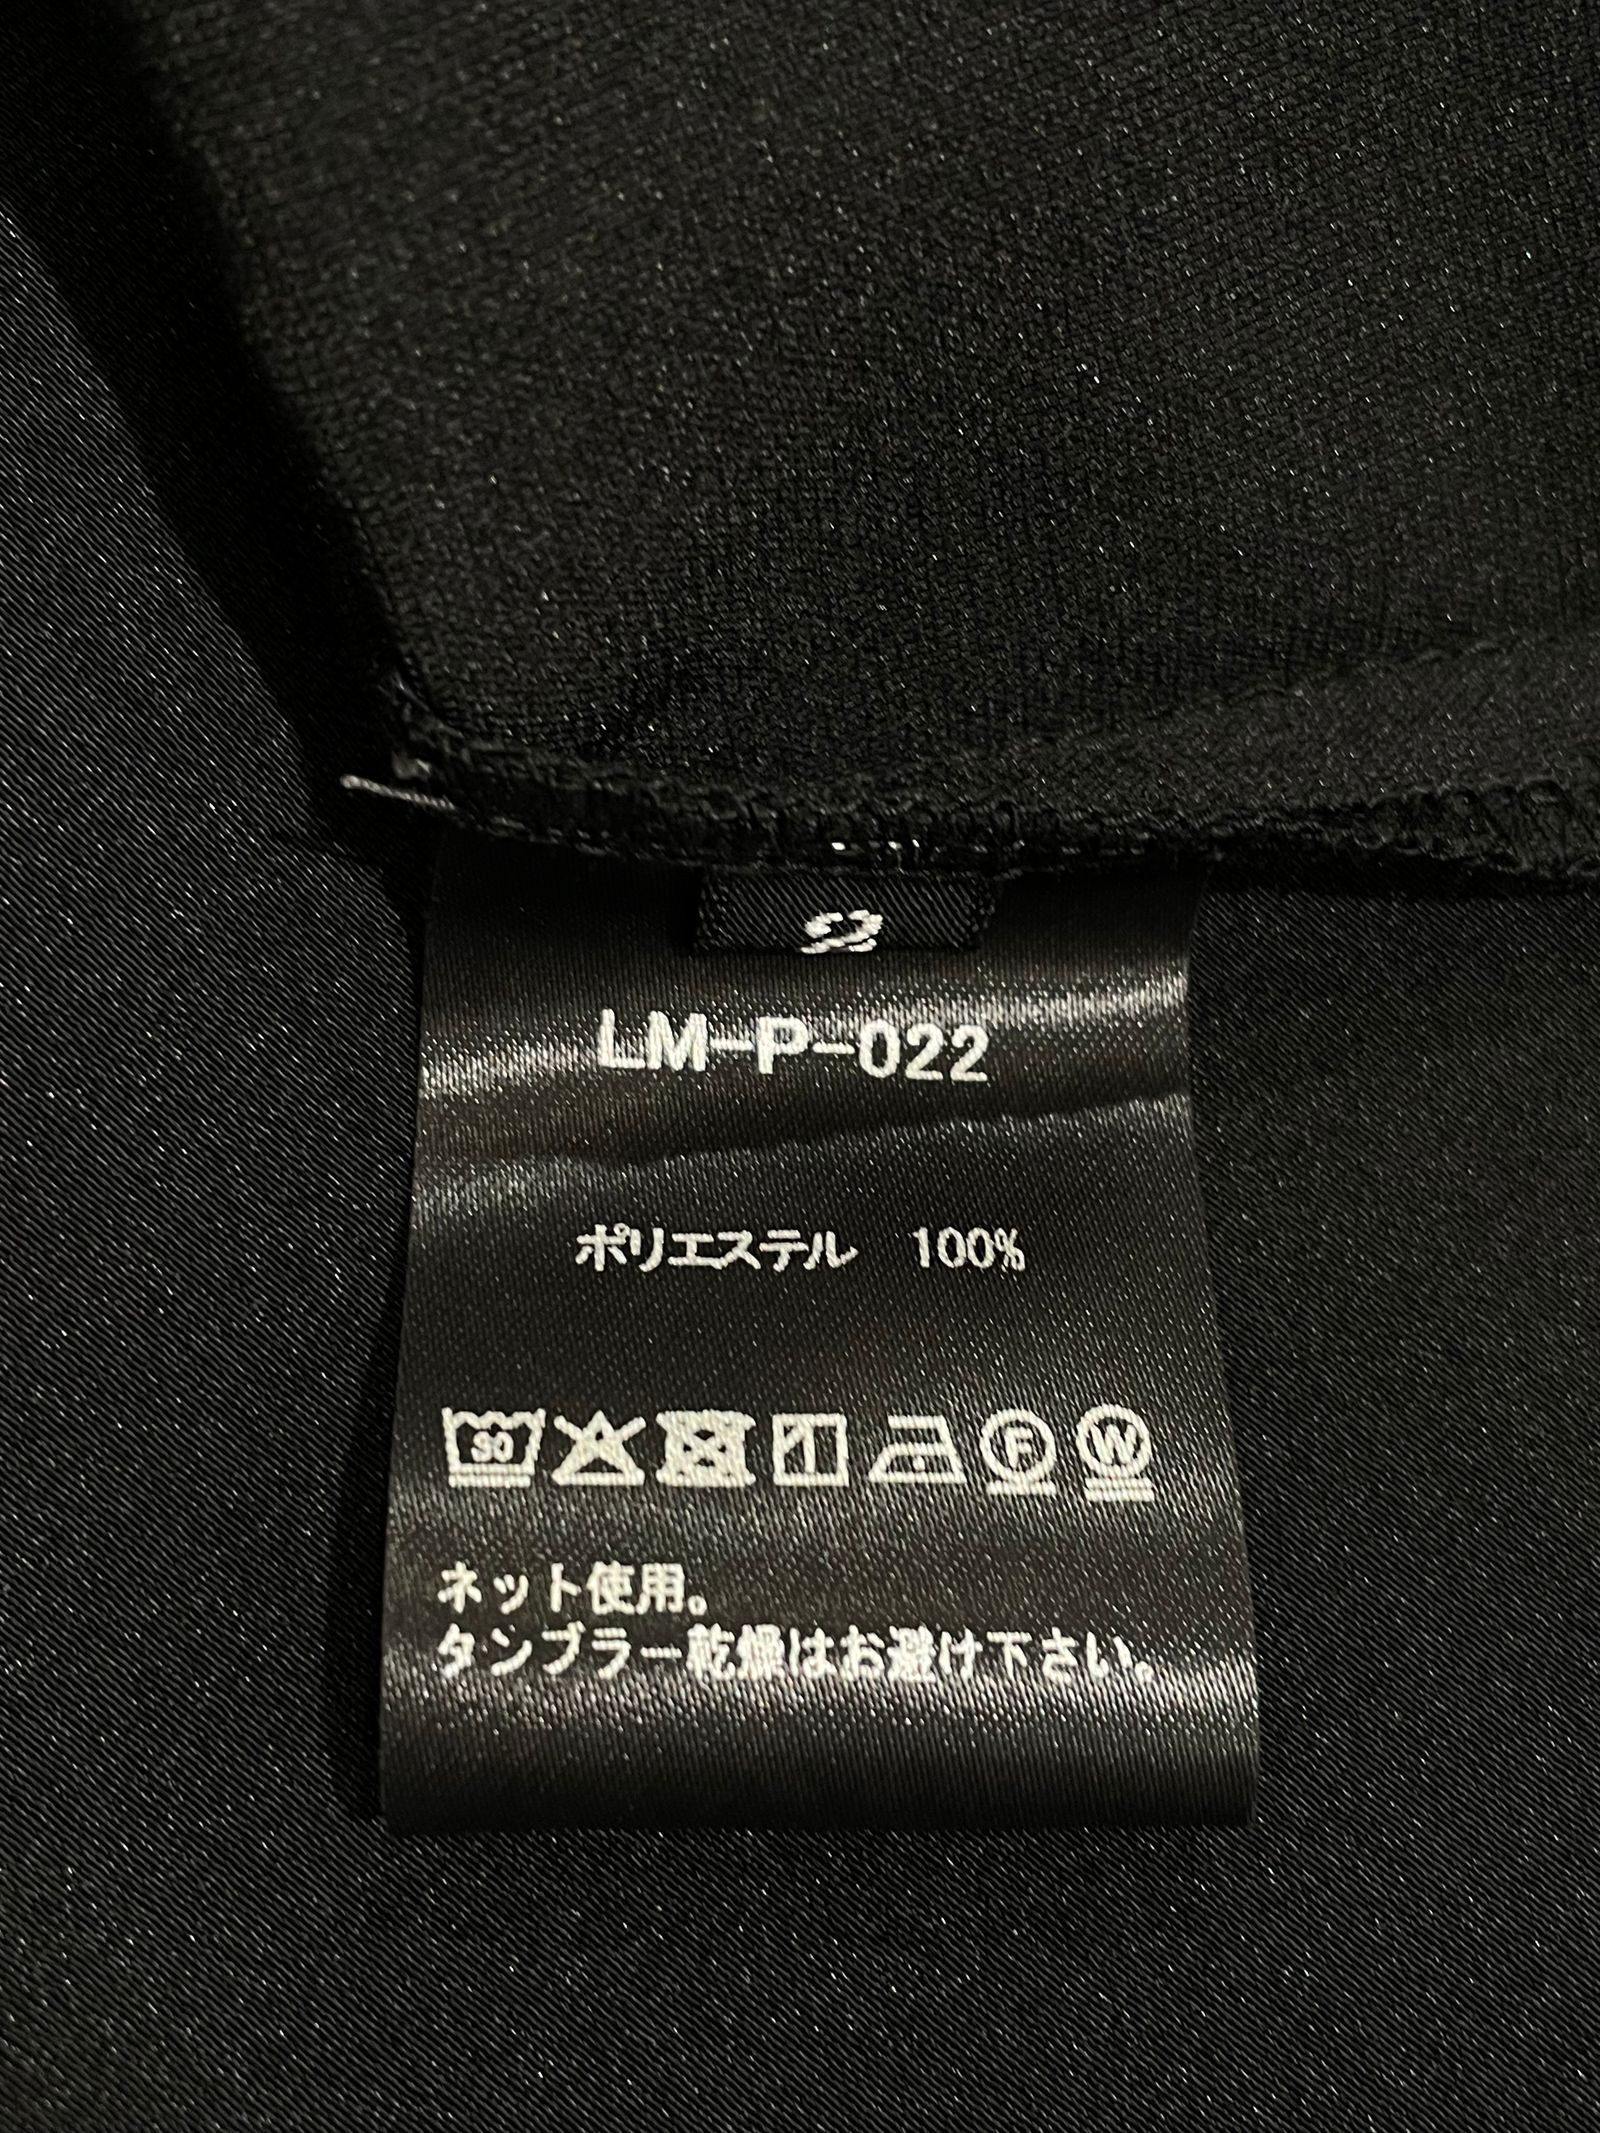 2
LM-P-022
ポリエステル 100%
30 F W
ネット使用。
タンブラー乾燥はお避け下さい。